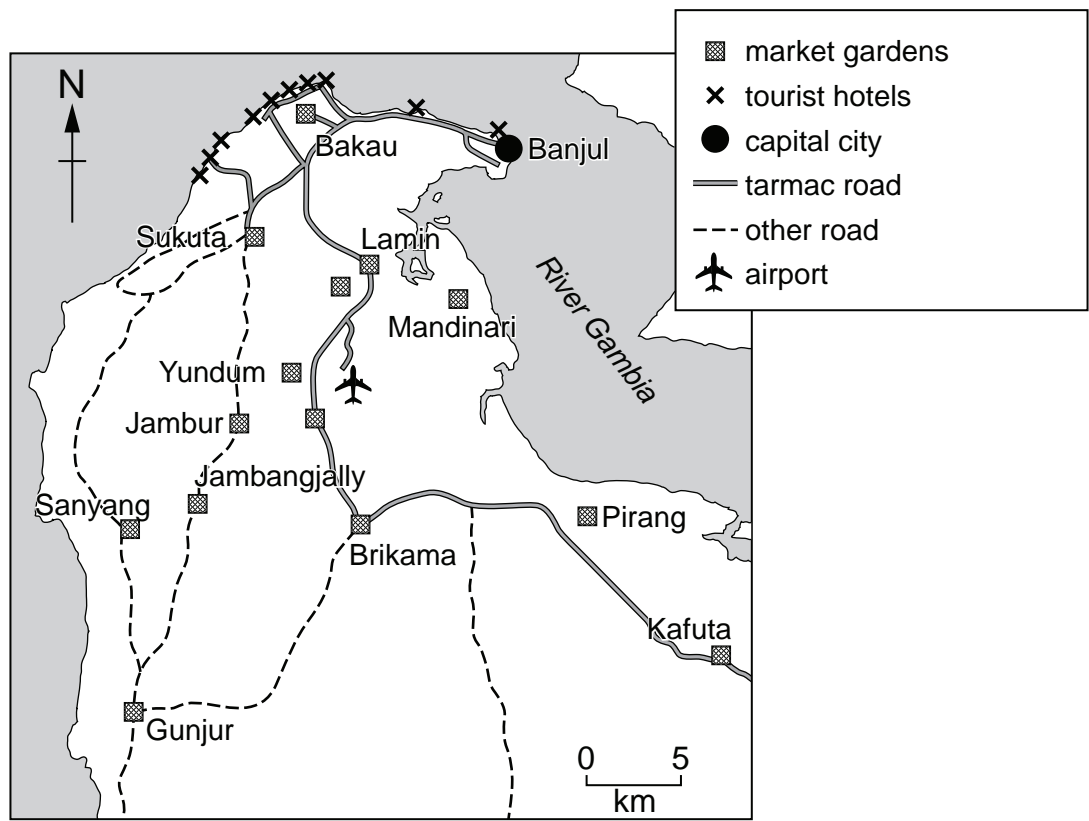 market gardens
tourist hotels
capital city
tarmac road
other road
airport
N
Bakau
Banjul
Sukuta
Lamin
Mandinari
River Gambia
Yundum
Jambur
Jambangjally
Sanyang
Pirang
Brikama
Kafuta
Gunjur
0 5
km